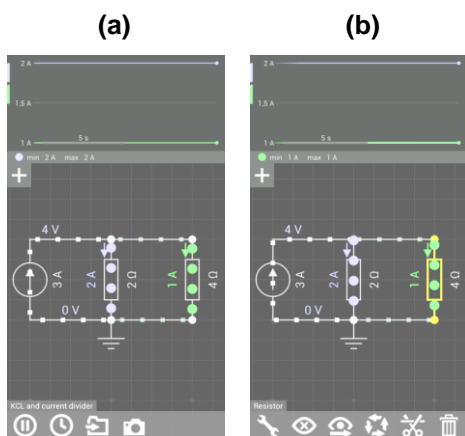 (a)
2 A
1,5 A
1 A
5 s
min 2 A max 2 A
+
4 V
3 A
2 A
2 Ω
1 A
4 Ω
0 V
KCL and current divider
(b)
2 A
1,5 A
1 A
5 s
min 1 A max 1 A
+
4 V
3 A
2 A
2 Ω
1 A
4 Ω
0 V
Resistor